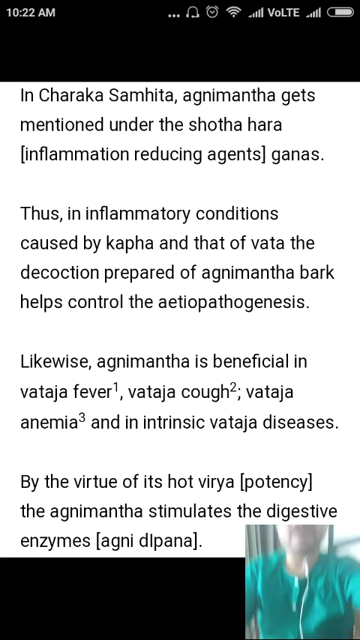 10:22 AM ... VoLTE
In Charaka Samhita, agnimantha gets
mentioned under the shotha hara
[inflammation reducing agents] ganas.
Thus, in inflammatory conditions
caused by kapha and that of vata the
decoction prepared of agnimantha bark
helps control the aetiopathogenesis.
Likewise, agnimantha is beneficial in
vataja fever¹, vataja cough²; vataja
anemia³ and in intrinsic vataja diseases.
By the virtue of its hot virya [potency]
the agnimantha stimulates the digestive
enzymes [agni dIpana].